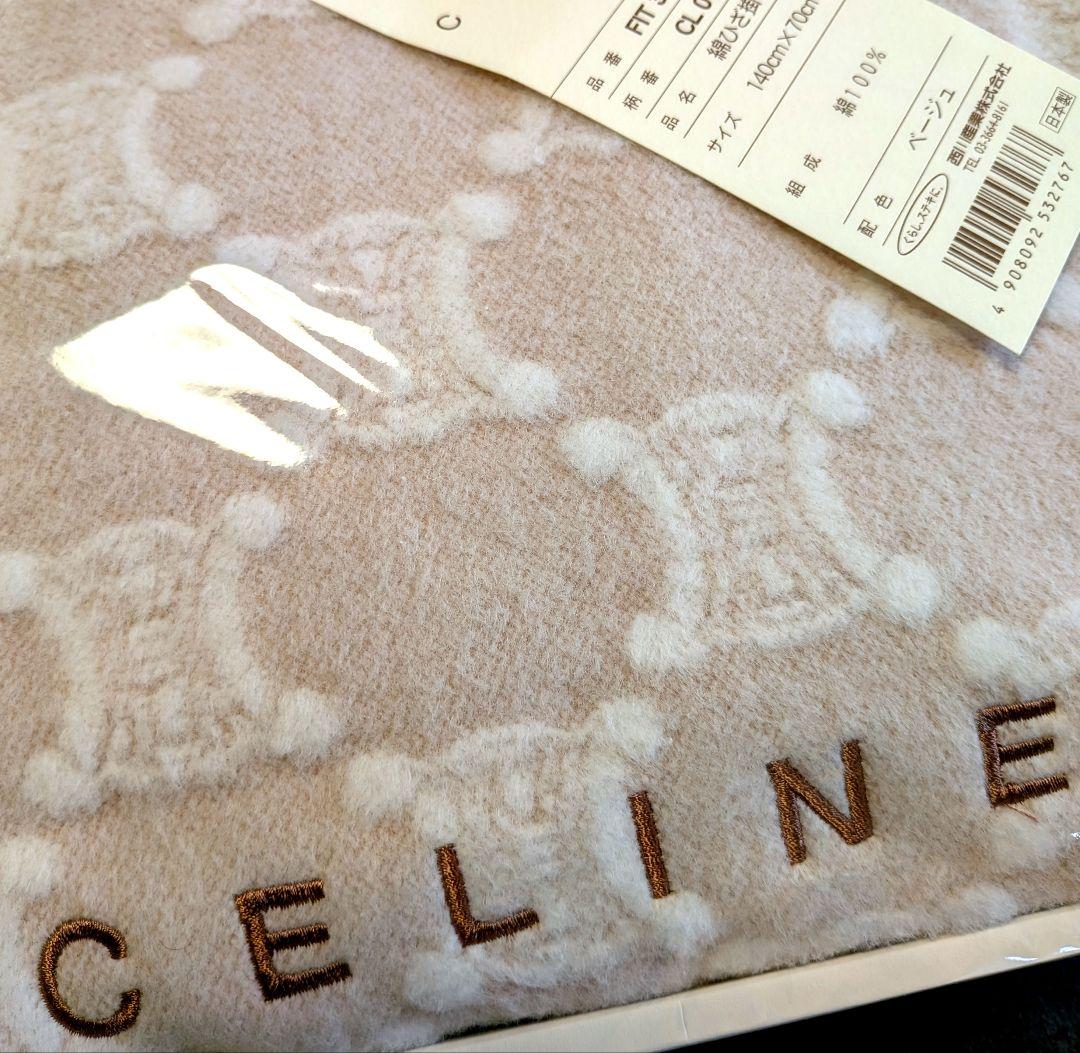 C
品番 FIT
柄番 CL 0
品名 綿ひざ掛
サイズ 140cm×70cm
組成 綿100%
配色 ベージュ
くらし、ステキに。
西川産業株式会社
TEL 03-3664-8161
日本製
4 908092 532767
CELINE